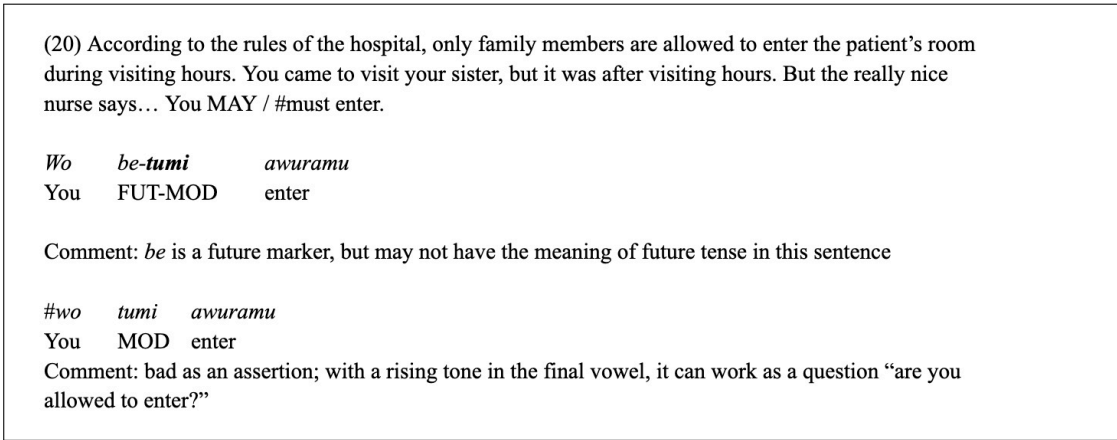 (20) According to the rules of the hospital, only family members are allowed to enter the patient’s room
during visiting hours. You came to visit your sister, but it was after visiting hours. But the really nice
nurse says… You MAY / #must enter.
Wo be-tumi awuramu
You FUT-MOD enter
Comment: be is a future marker, but may not have the meaning of future tense in this sentence
#wo tumi awuramu
You MOD enter
Comment: bad as an assertion; with a rising tone in the final vowel, it can work as a question “are you
allowed to enter?”